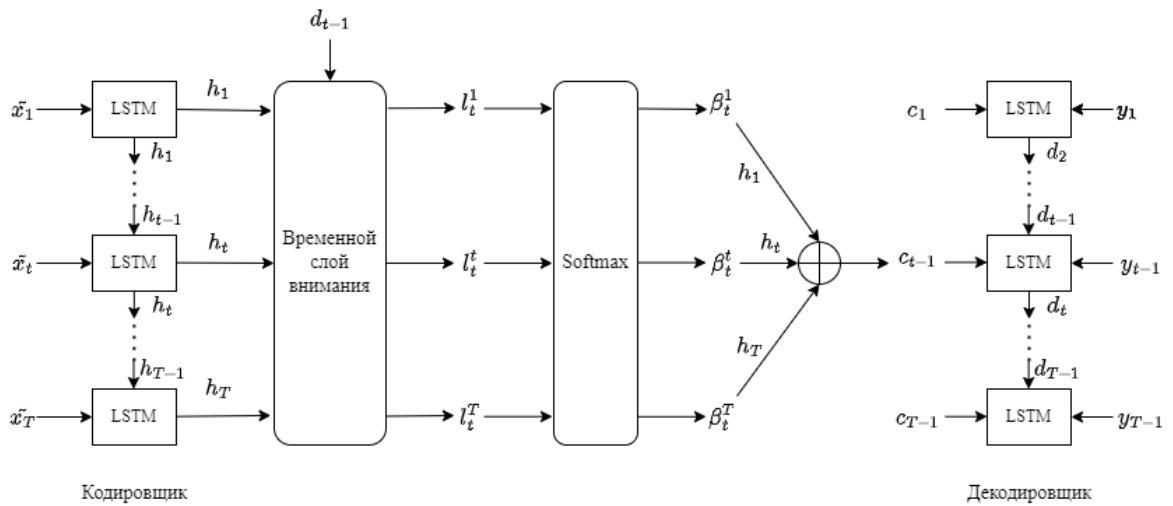 d_{t-1}
x̃_1 LSTM h_1 l_t^1 β_t^1 c_1 LSTM y_1
h_1 h_1 d_2
h_{t-1} Временной d_{t-1}
x̃_t LSTM h_t слой l_t^t Softmax β_t^t h_t c_{t-1} LSTM y_{t-1}
внимания
h_t d_t
h_{T-1} h_T d_{T-1}
x̃_T LSTM h_T l_t^T β_t^T c_{T-1} LSTM y_{T-1}
Кодировщик Декодировщик